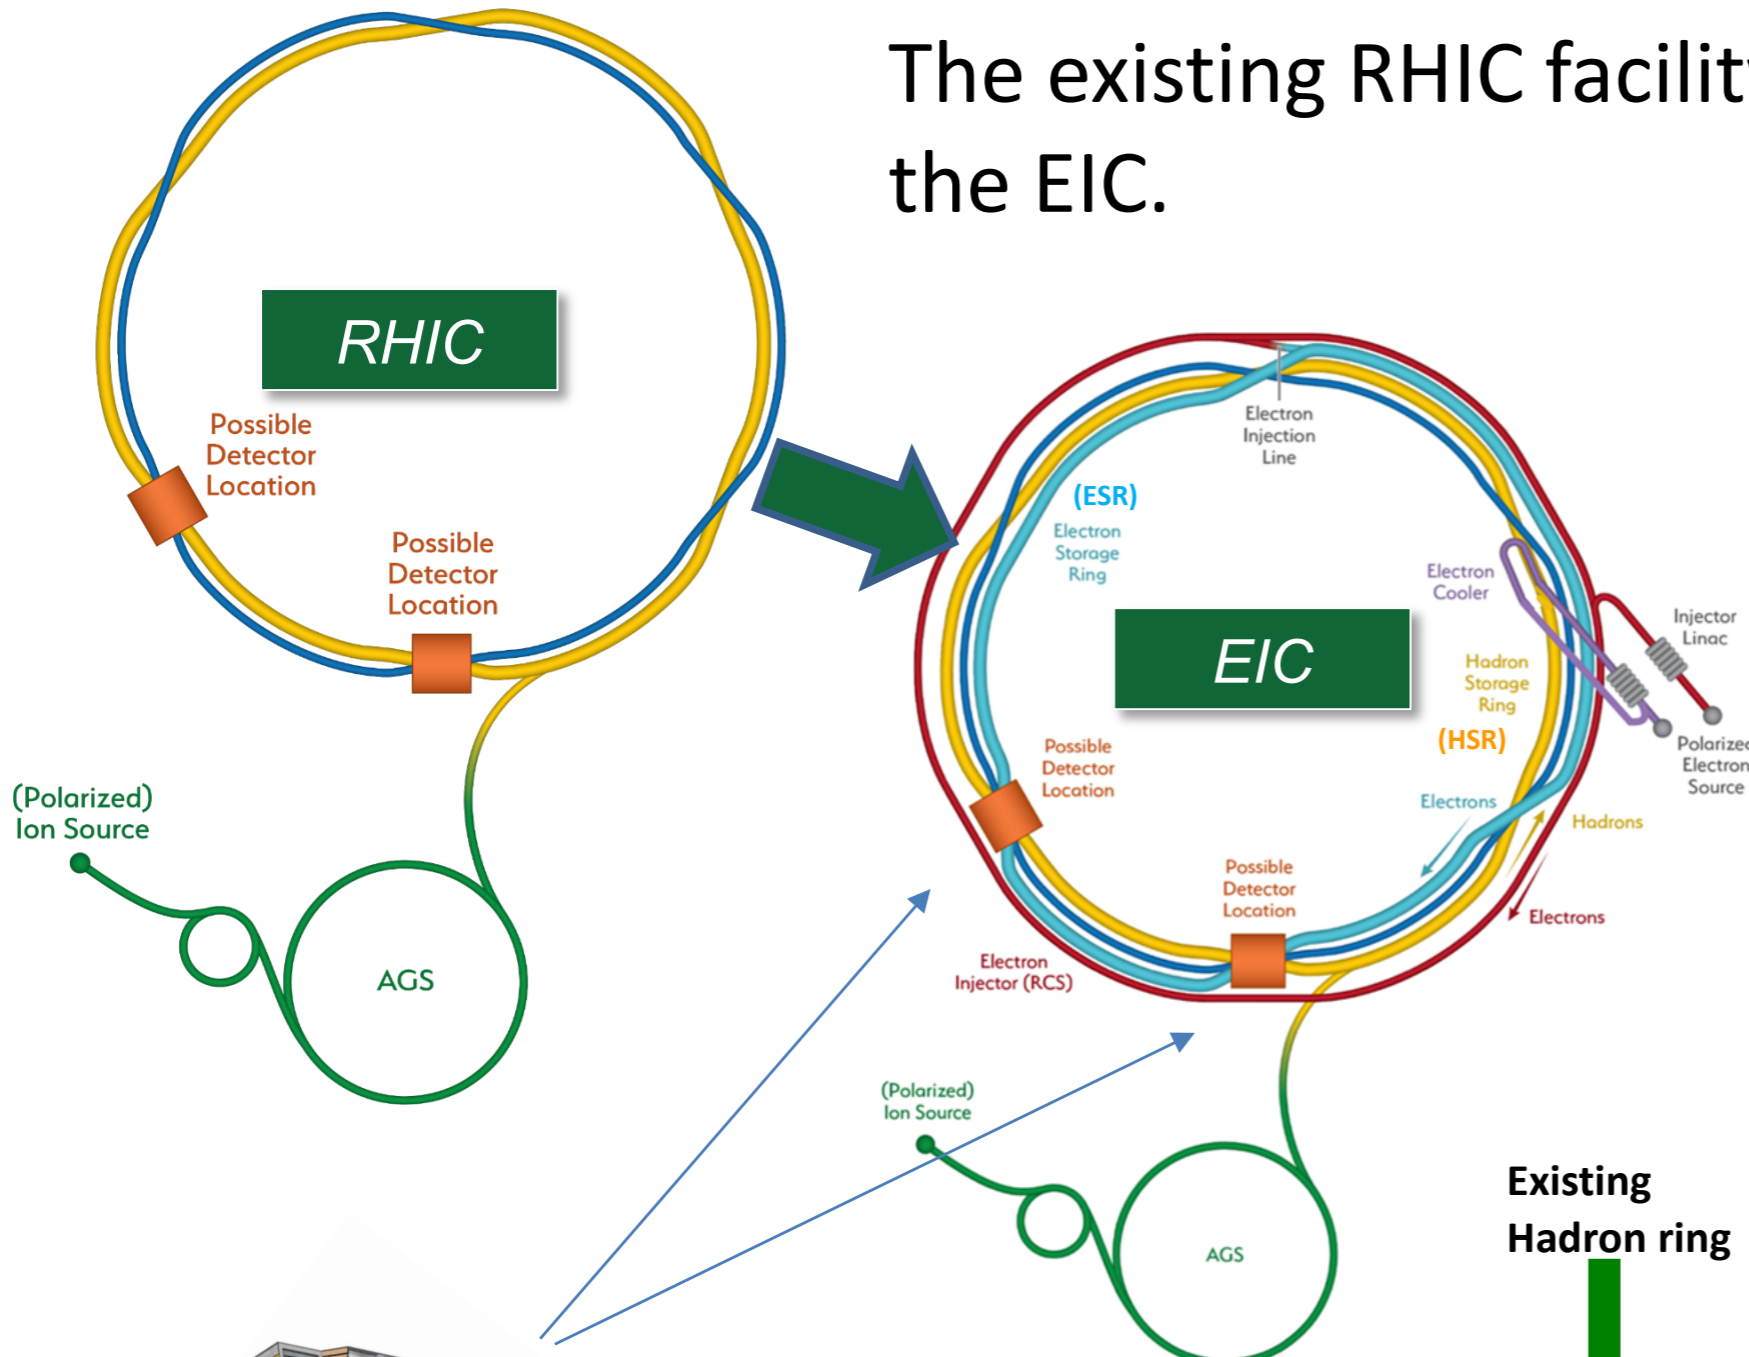 The existing RHIC facility
the EIC.
RHIC
Possible
Detector
Location
Possible
Detector
Location
(Polarized)
Ion Source
AGS
Electron
Injection
Line
(ESR)
Electron
Storage
Ring
Electron
Cooler
Injector
Linac
EIC
Hadron
Storage
Ring
(HSR)
Polarized
Electron
Source
Possible
Detector
Location
Electrons
Hadrons
Possible
Detector
Location
Electrons
Electron
Injector (RCS)
(Polarized)
Ion Source
AGS
Existing
Hadron ring